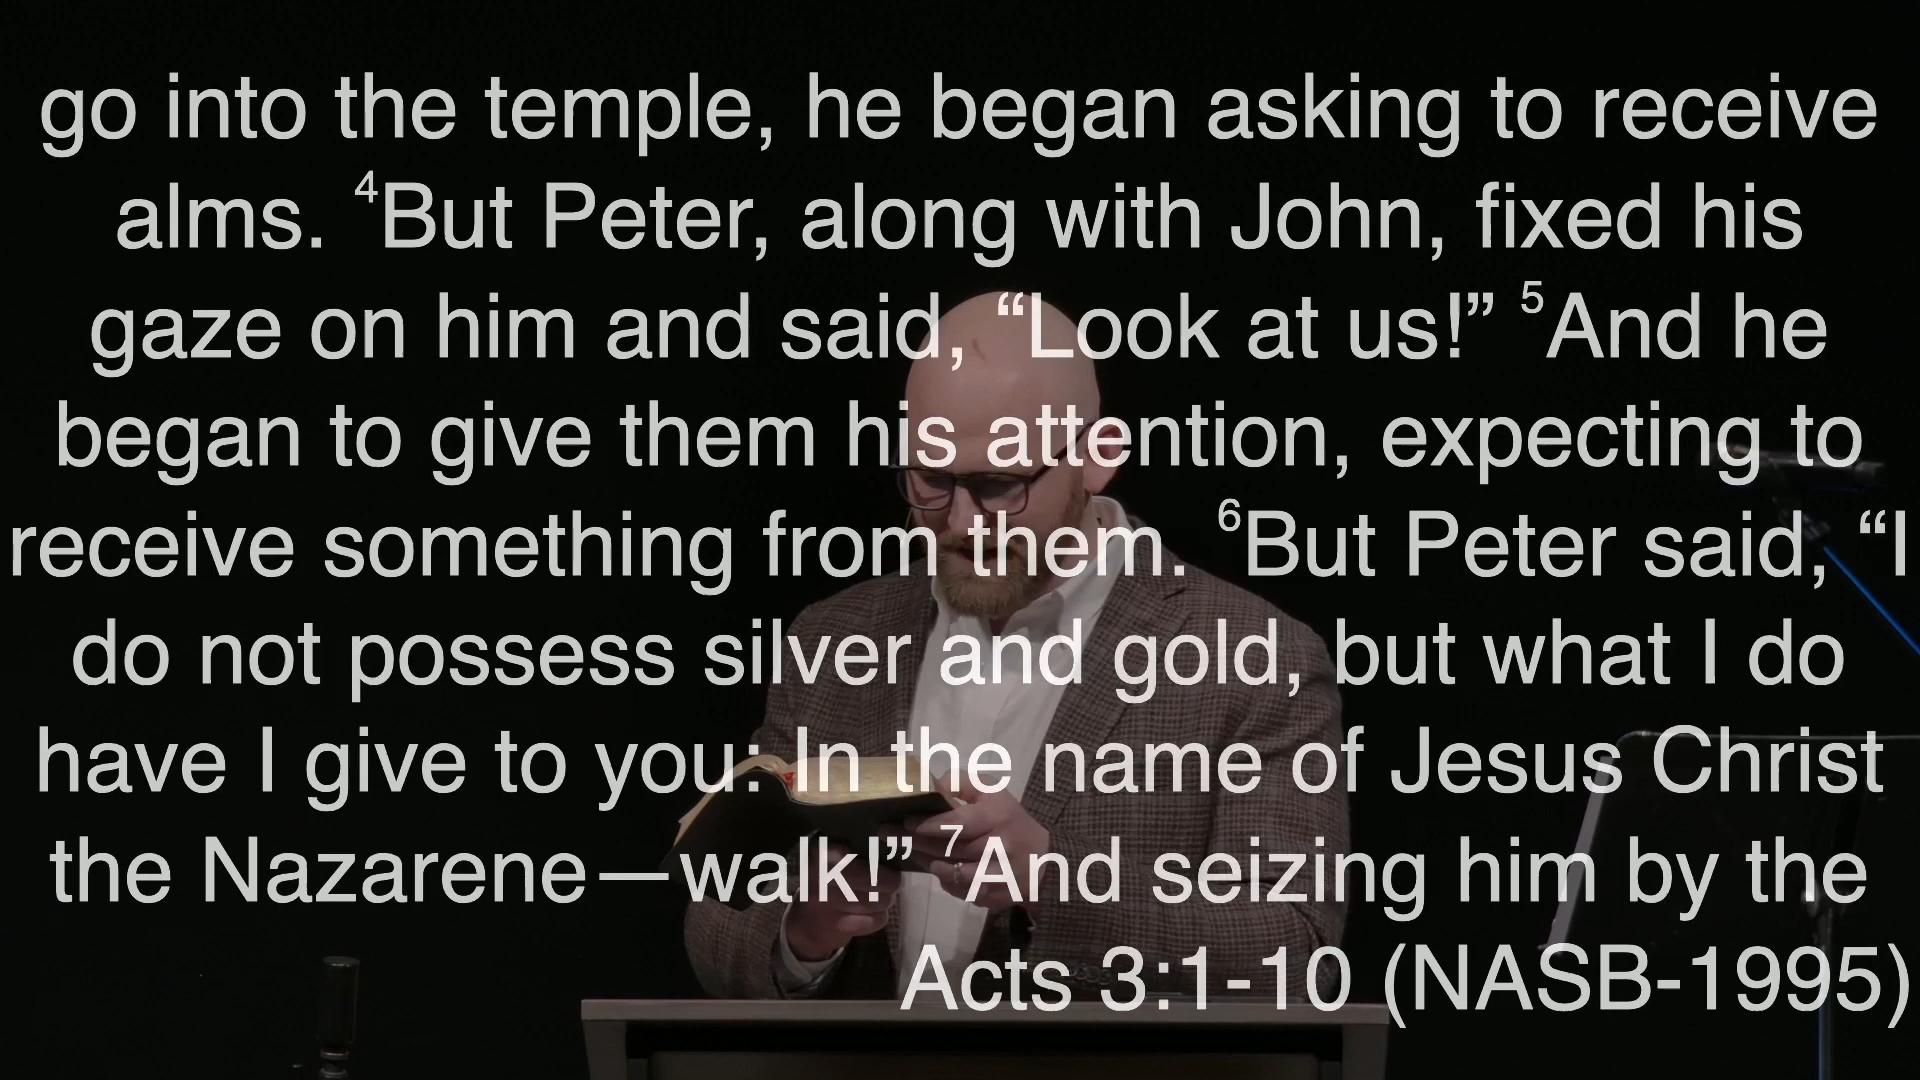 go into the temple, he began asking to receive
alms. ⁴But Peter, along with John, fixed his
gaze on him and said, “Look at us!” ⁵And he
began to give them his attention, expecting to
receive something from them. ⁶But Peter said, “I
do not possess silver and gold, but what I do
have I give to you: In the name of Jesus Christ
the Nazarene—walk!” ⁷And seizing him by the
Acts 3:1-10 (NASB-1995)